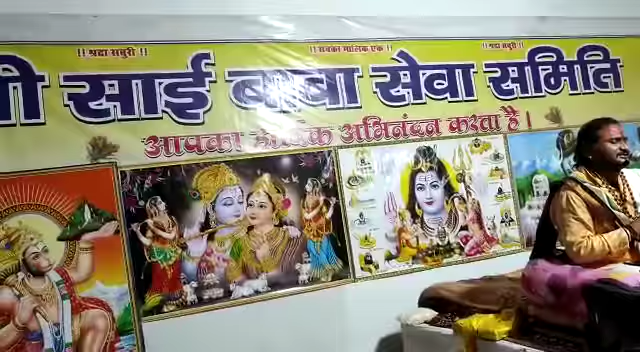 !! श्रद्धा सबुरी !! !! सबका मालिक एक !! !! श्रद्धा सबुरी !!
श्री साई बाबा सेवा समिति
आपका हार्दिक अभिनंदन करता है ।